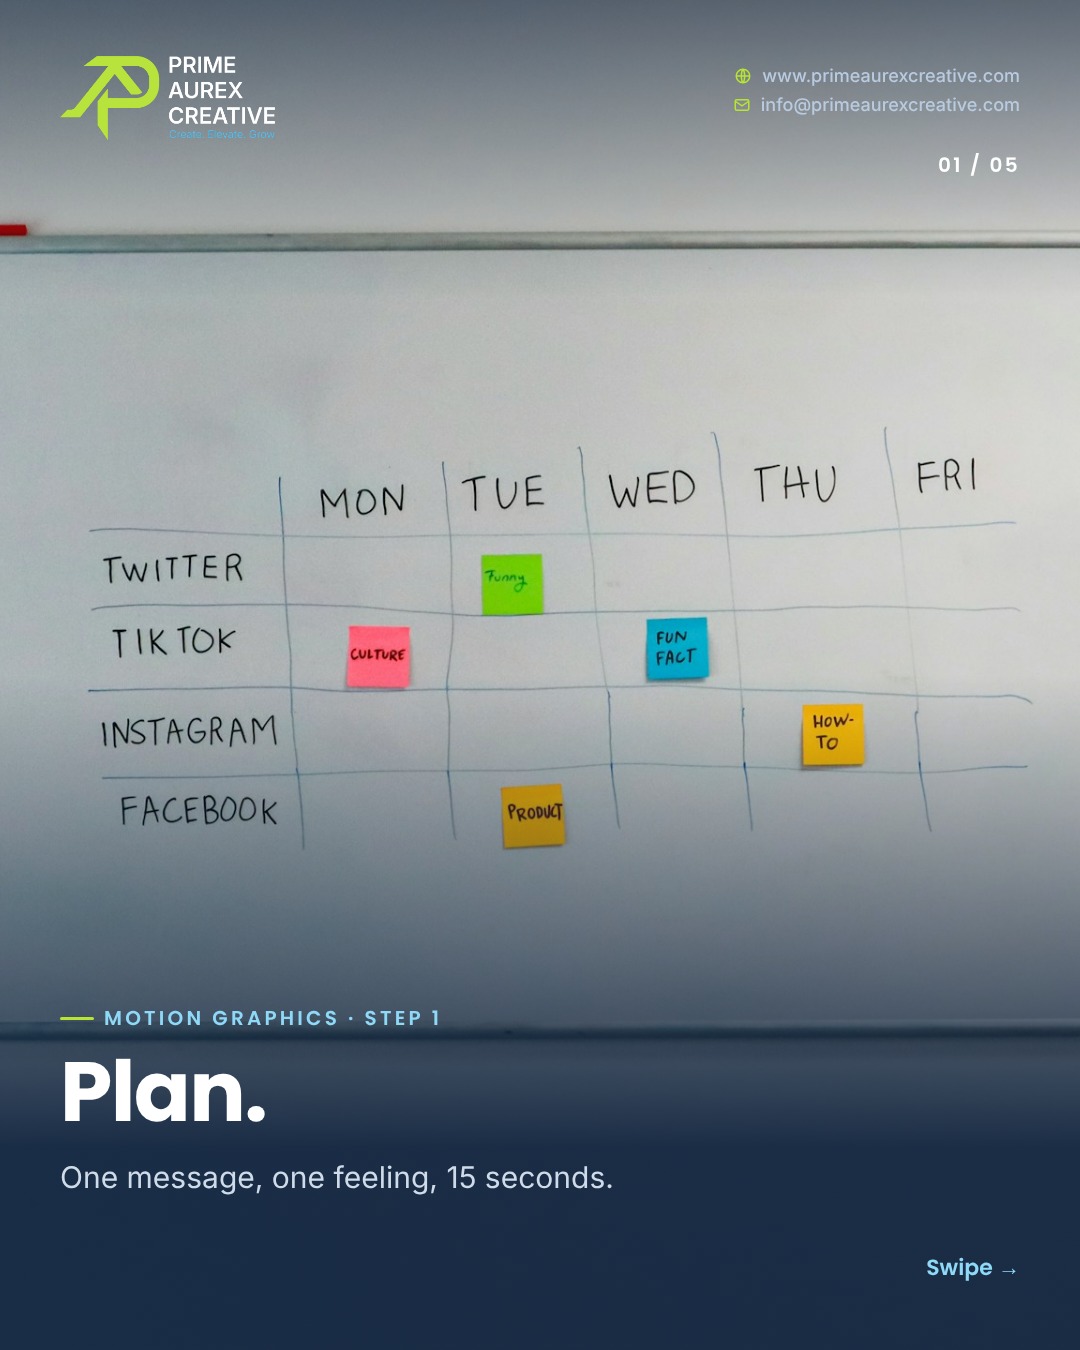 PRIME
AUREX
CREATIVE
Create. Elevate. Grow
www.primeaurexcreative.com
info@primeaurexcreative.com
01 / 05
MON TUE WED THU FRI
TWITTER
Funny
TIK TOK
CULTURE
FUN
FACT
INSTAGRAM
HOW-
TO
FACEBOOK
PRODUCT
MOTION GRAPHICS · STEP 1
Plan.
One message, one feeling, 15 seconds.
Swipe →